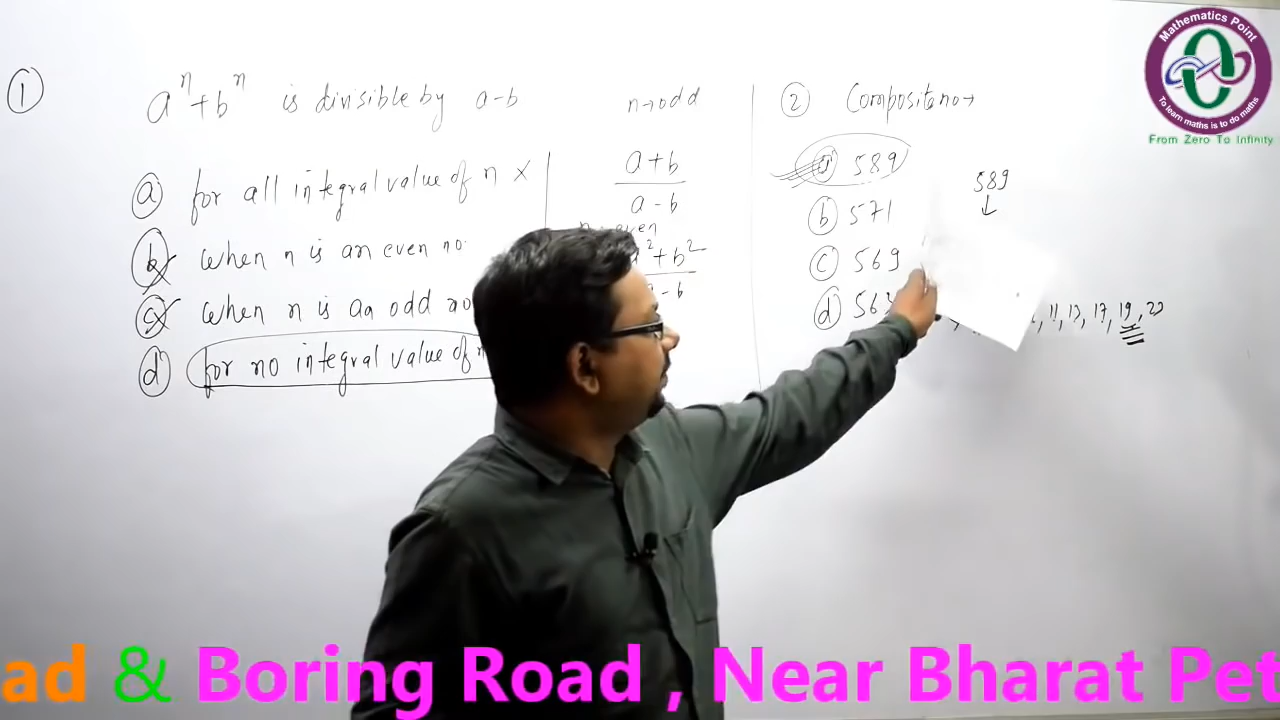 ①
aⁿ+bⁿ is divisible by a-b
n→odd
a+b
a-b
ⓐ for all integral value of n ×
ⓑ when n is an even no.
ⓒ when n is an odd no
ⓓ for no integral value of n
n even
a²+b²
a-b
② Composite no→
ⓐ 589
ⓑ 571
ⓒ 569
ⓓ 563
589
↓
11, 13, 17, 19, 23
Mathematics Point
To learn maths is to do maths
From Zero To Infinity
ad & Boring Road , Near Bharat Pet